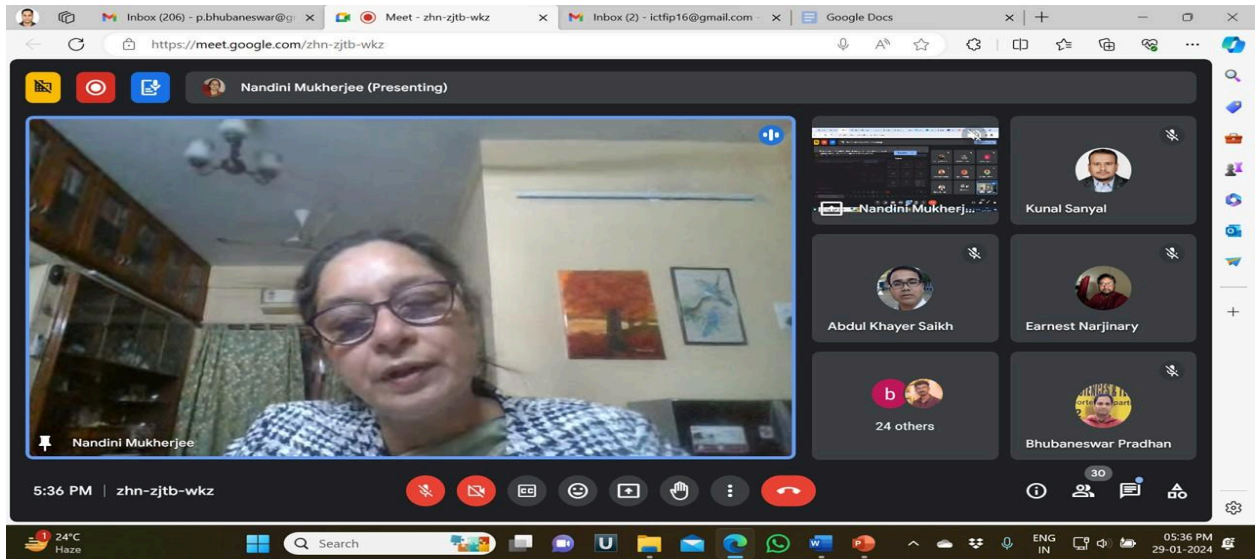 Inbox (206) - p.bhubaneswar@g
Meet - zhn-zjtb-wkz
Inbox (2) - ictfip16@gmail.com
Google Docs
https://meet.google.com/zhn-zjtb-wkz
Nandini Mukherjee (Presenting)
Nandini Mukherj...
Kunal Sanyal
Abdul Khayer Saikh
Earnest Narjinary
b
24 others
Bhubaneswar Pradhan
Nandini Mukherjee
5:36 PM | zhn-zjtb-wkz
CC
30
24°C
Haze
Search
ENG
IN
05:36 PM
29-01-2024